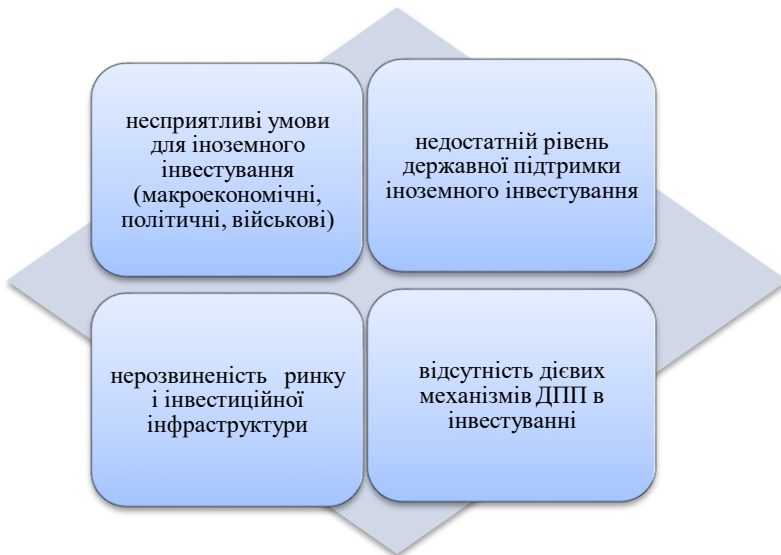 несприятливі умови
для іноземного
інвестування
(макроекономічні,
політичні, військові)
недостатній рівень
державної підтримки
іноземного інвестування
нерозвиненість ринку
і інвестиційної
інфраструктури
відсутність дієвих
механізмів ДПП в
інвестуванні